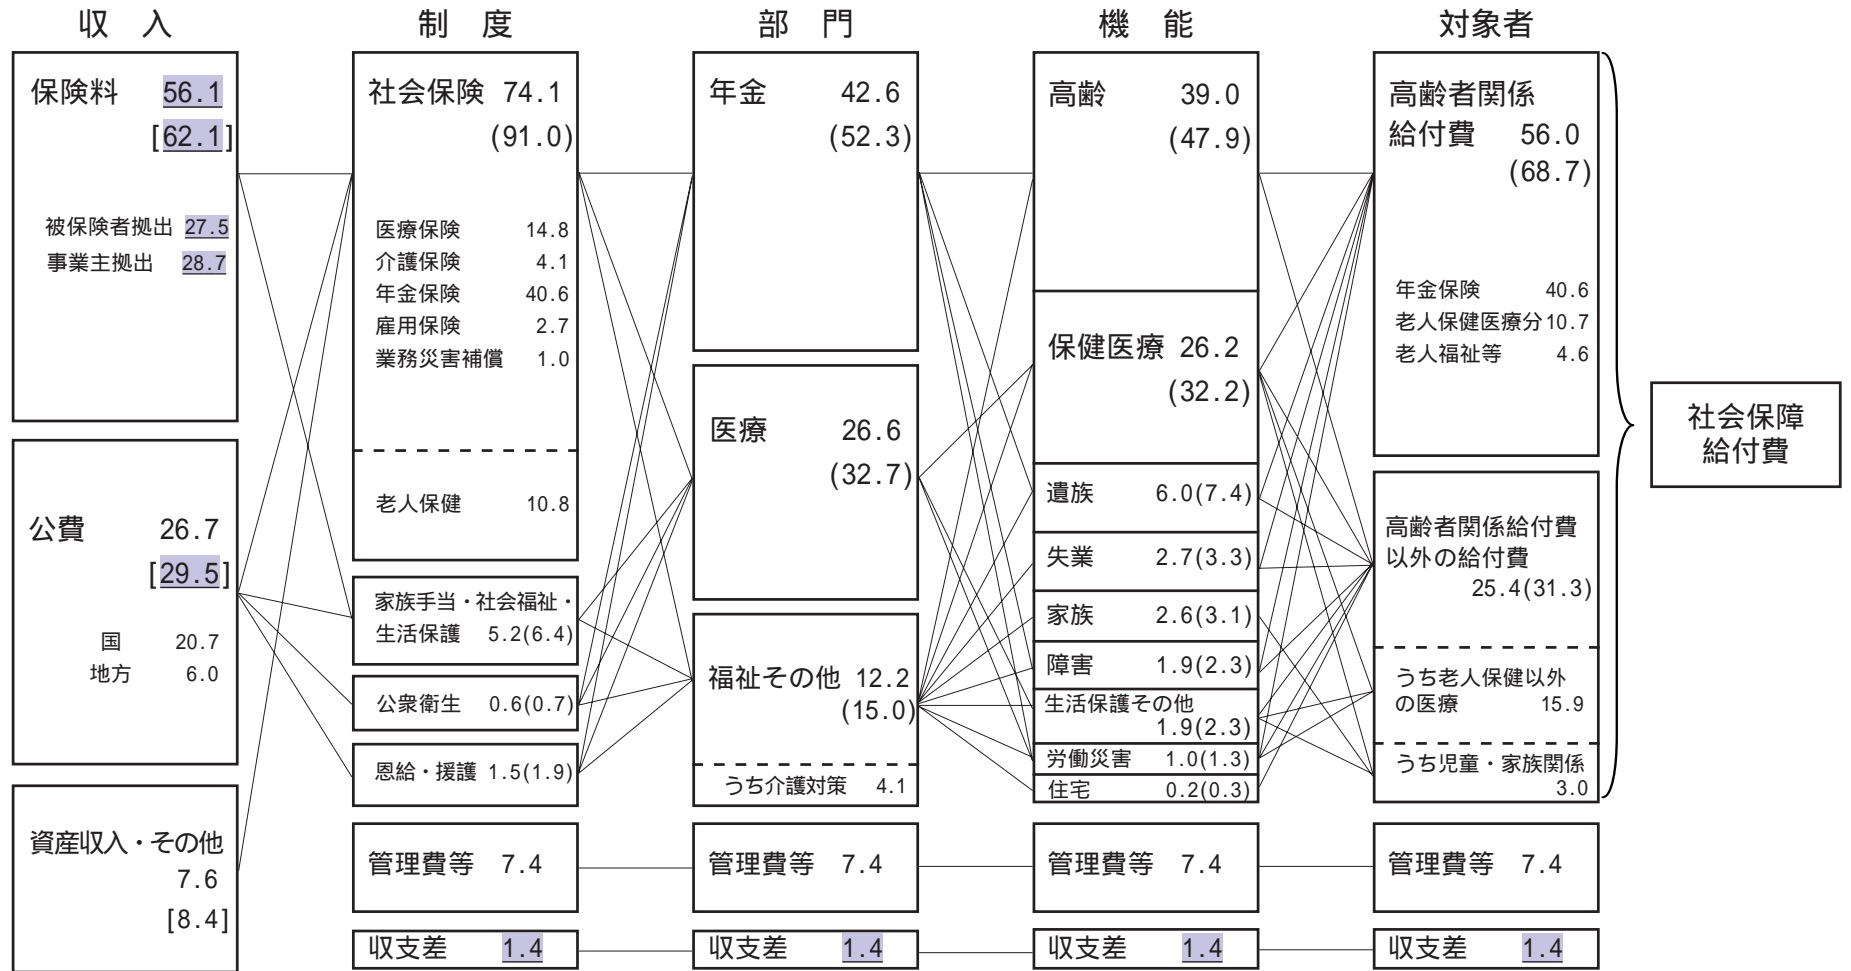 収 入
保険料 56.1
[62.1]
被保険者拠出 27.5
事業主拠出 28.7
公費 26.7
[29.5]
国 20.7
地方 6.0
資産収入・その他
7.6
[8.4]
制 度
社会保険 74.1
(91.0)
医療保険 14.8
介護保険 4.1
年金保険 40.6
雇用保険 2.7
業務災害補償 1.0
老人保健 10.8
家族手当・社会福祉・
生活保護 5.2(6.4)
公衆衛生 0.6(0.7)
恩給・援護 1.5(1.9)
管理費等 7.4
収支差 1.4
部 門
年金 42.6
(52.3)
医療 26.6
(32.7)
福祉その他 12.2
(15.0)
うち介護対策 4.1
管理費等 7.4
収支差 1.4
機 能
高齢 39.0
(47.9)
保健医療 26.2
(32.2)
遺族 6.0(7.4)
失業 2.7(3.3)
家族 2.6(3.1)
障害 1.9(2.3)
生活保護その他
1.9(2.3)
労働災害 1.0(1.3)
住宅 0.2(0.3)
管理費等 7.4
収支差 1.4
対象者
高齢者関係
給付費 56.0
(68.7)
年金保険 40.6
老人保健医療分10.7
老人福祉等 4.6
高齢者関係給付費
以外の給付費
25.4(31.3)
うち老人保健以外
の医療 15.9
うち児童・家族関係
3.0
管理費等 7.4
収支差 1.4
社会保障
給付費